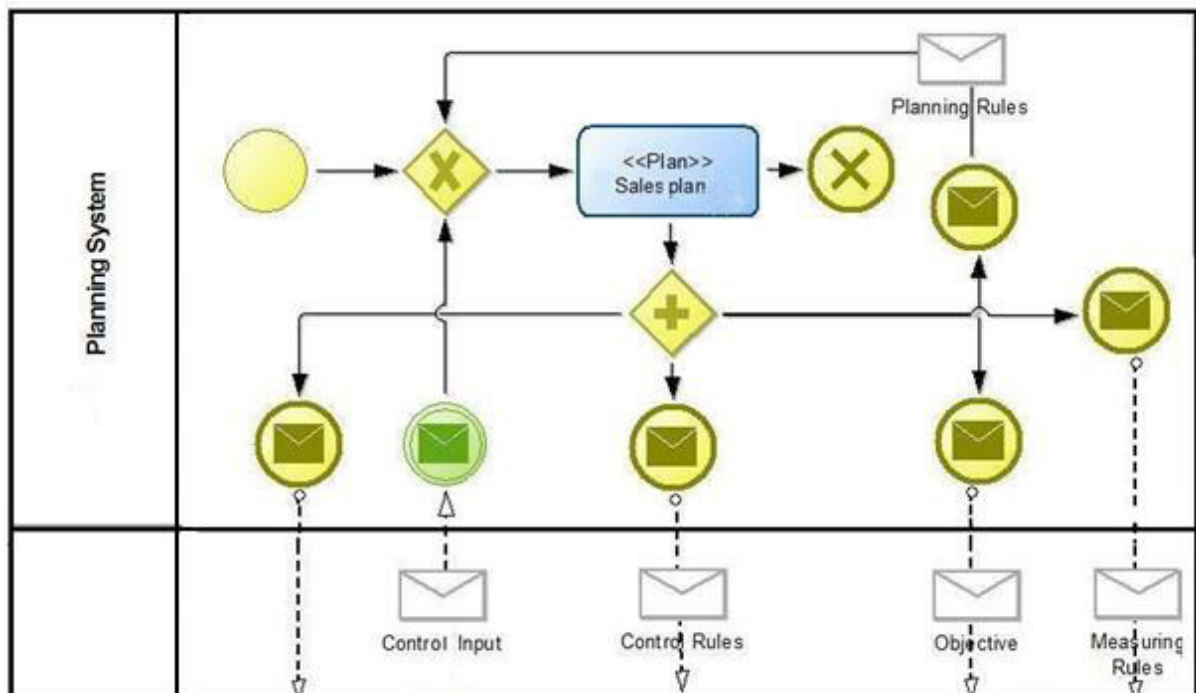 Planning System
Planning Rules
<<Plan>>
Sales plan
Control Input
Control Rules
Objective
Measuring
Rules